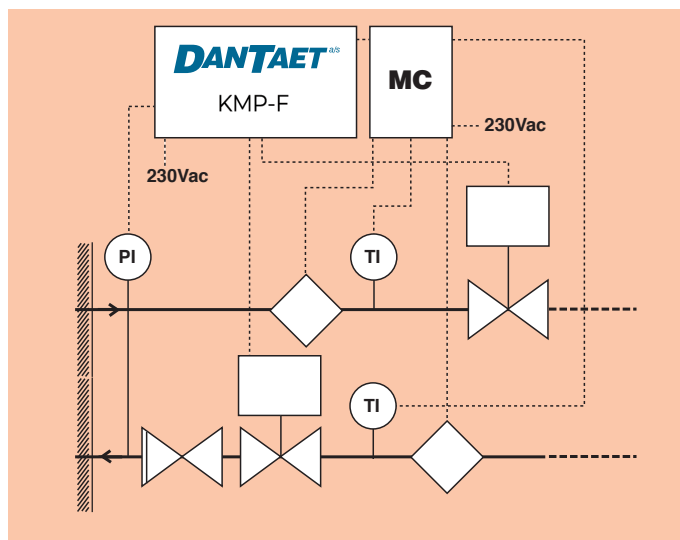 DANTAET a/s
MC
KMP-F
230Vac
230Vac
PI
TI
TI